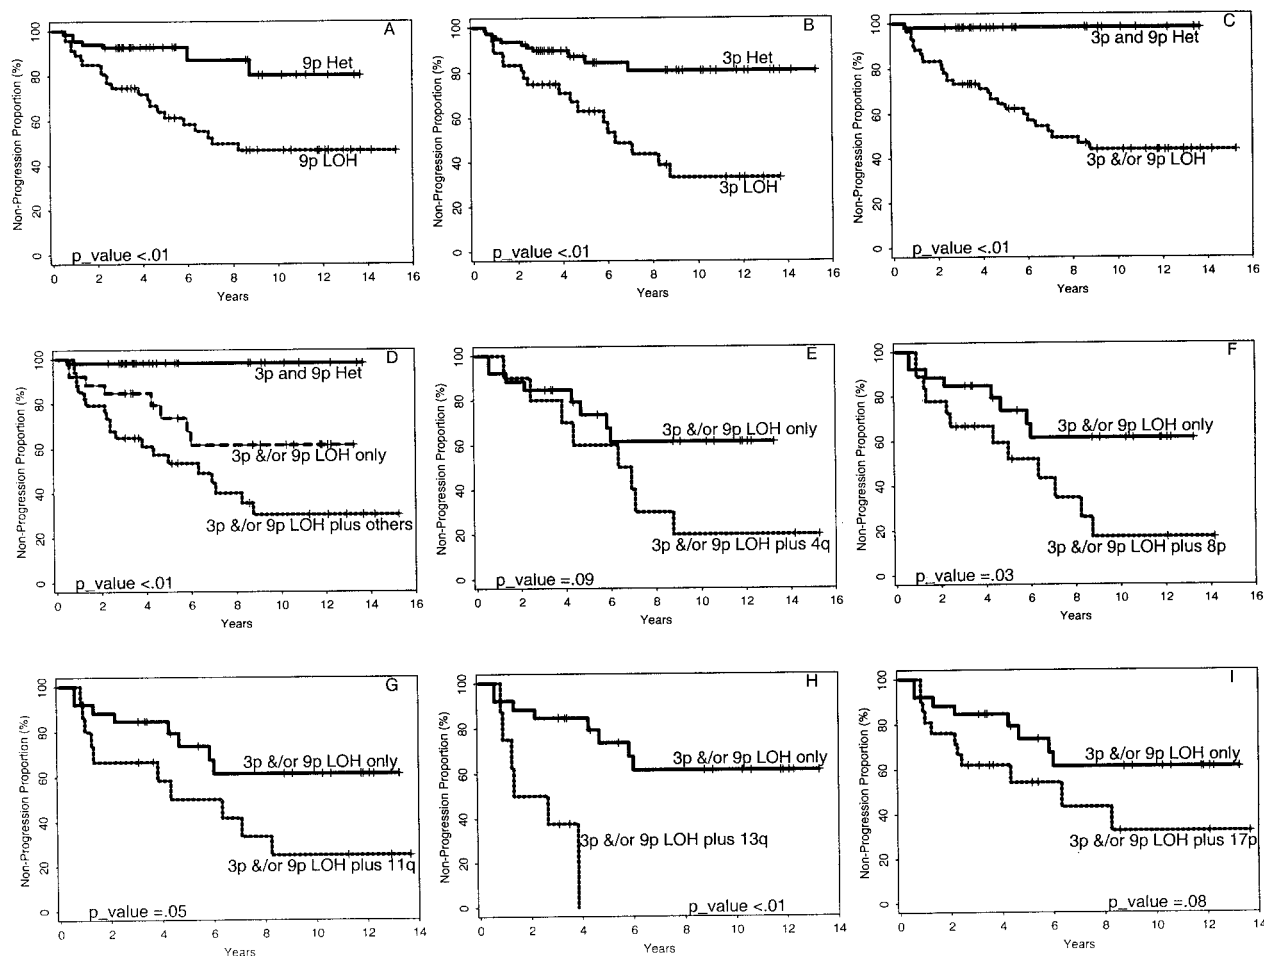 A
Non-Progression Proportion (%)
100
80
60
40
20
0
9p Het
9p LOH
p_value <.01
0 2 4 6 8 10 12 14 16
Years
B
Non-Progression Proportion (%)
100
80
60
40
20
0
3p Het
3p LOH
p_value <.01
0 2 4 6 8 10 12 14 16
Years
C
Non-Progression Proportion (%)
100
80
60
40
20
0
3p and 9p Het
3p &/or 9p LOH
p_value <.01
0 2 4 6 8 10 12 14 16
Years
D
Non-Progression Proportion (%)
100
80
60
40
20
0
3p and 9p Het
3p &/or 9p LOH only
3p &/or 9p LOH plus others
p_value <.01
0 2 4 6 8 10 12 14 16
Years
E
Non-Progression Proportion (%)
100
80
60
40
20
0
3p &/or 9p LOH only
3p &/or 9p LOH plus 4q
p_value =.09
0 2 4 6 8 10 12 14 16
Years
F
Non-Progression Proportion (%)
100
80
60
40
20
0
3p &/or 9p LOH only
3p &/or 9p LOH plus 8p
p_value =.03
0 2 4 6 8 10 12 14 16
Years
G
Non-Progression Proportion (%)
100
80
60
40
20
0
3p &/or 9p LOH only
3p &/or 9p LOH plus 11q
p_value =.05
0 2 4 6 8 10 12 14
Years
H
Non-Progression Proportion (%)
100
80
60
40
20
0
3p &/or 9p LOH only
3p &/or 9p LOH plus 13q
p_value <.01
0 2 4 6 8 10 12 14
Years
I
Non-Progression Proportion (%)
100
80
60
40
20
0
3p &/or 9p LOH only
3p &/or 9p LOH plus 17p
p_value =.08
0 2 4 6 8 10 12 14
Years